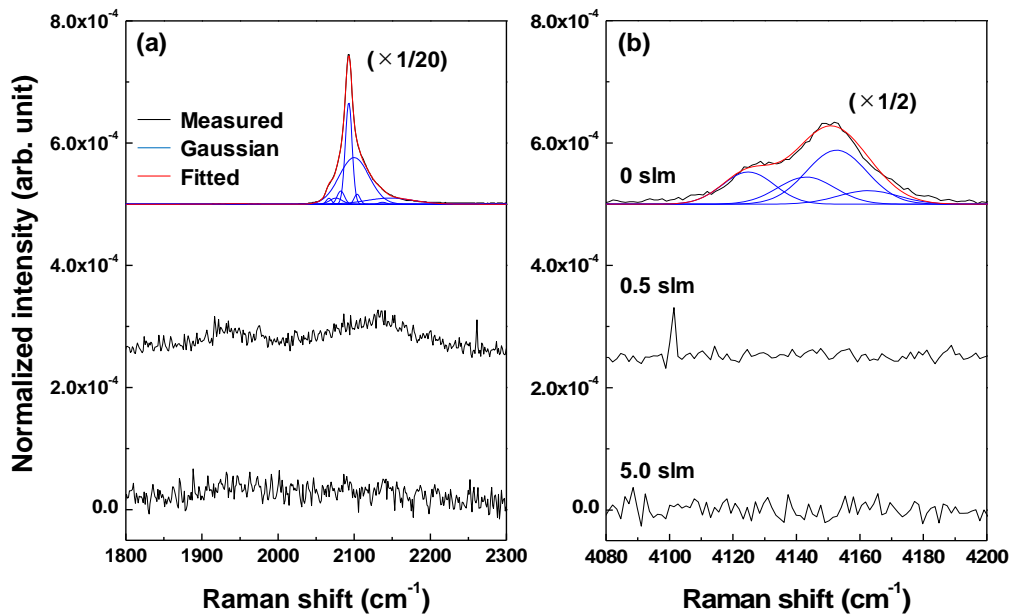 8.0x10-4
(a)
(×1/20)
(b)
(×1/2)
Measured
Gaussian
Fitted
6.0x10-4
0 slm
4.0x10-4
0.5 slm
2.0x10-4
5.0 slm
0.0
Normalized intensity (arb. unit)
8.0x10-4
6.0x10-4
4.0x10-4
2.0x10-4
0.0
1800 1900 2000 2100 2200 2300
4080 4100 4120 4140 4160 4180 4200
Raman shift (cm-1)
Raman shift (cm-1)